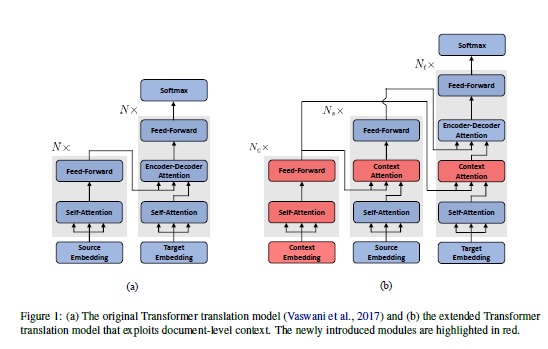 Softmax
N×
Feed-Forward
Encoder-Decoder
Attention
Self-Attention
Target
Embedding
N×
Feed-Forward
Self-Attention
Source
Embedding
(a)
Nc×
Feed-Forward
Self-Attention
Context
Embedding
Ns×
Feed-Forward
Context
Attention
Self-Attention
Source
Embedding
Softmax
Nt×
Feed-Forward
Encoder-Decoder
Attention
Context
Attention
Self-Attention
Target
Embedding
(b)
Figure 1: (a) The original Transformer translation model (Vaswani et al., 2017) and (b) the extended Transformer
translation model that exploits document-level context. The newly introduced modules are highlighted in red.